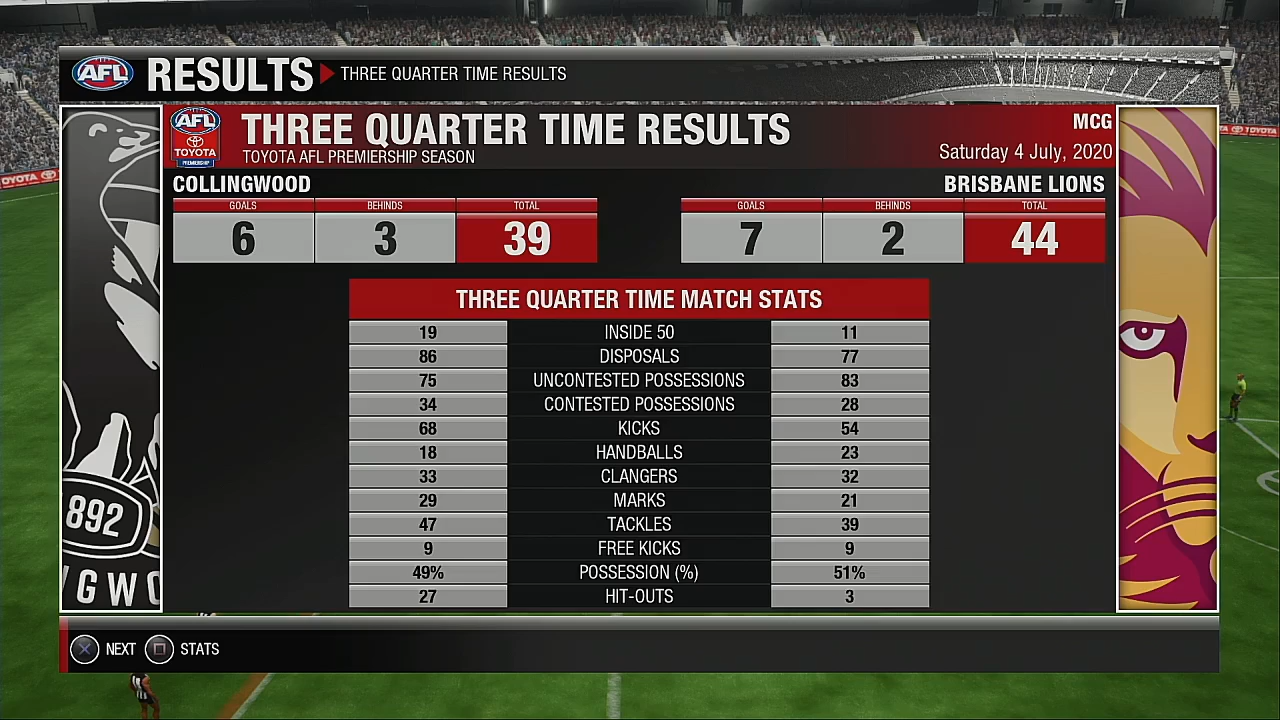 AFL RESULTS THREE QUARTER TIME RESULTS
AFL THREE QUARTER TIME RESULTS MCG
TOYOTA TOYOTA AFL PREMIERSHIP SEASON Saturday 4 July, 2020
PREMIERSHIP
COLLINGWOOD BRISBANE LIONS
GOALS BEHINDS TOTAL GOALS BEHINDS TOTAL
6 3 39 7 2 44
THREE QUARTER TIME MATCH STATS
19 INSIDE 50 11
86 DISPOSALS 77
75 UNCONTESTED POSSESSIONS 83
34 CONTESTED POSSESSIONS 28
68 KICKS 54
18 HANDBALLS 23
33 CLANGERS 32
29 MARKS 21
47 TACKLES 39
9 FREE KICKS 9
49% POSSESSION (%) 51%
27 HIT-OUTS 3
892
NGWO
NEXT STATS
TOYOTA
TOYOTA